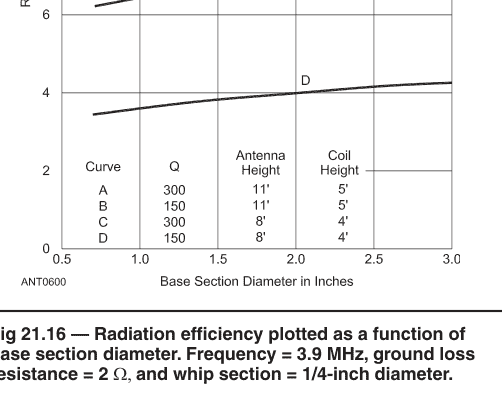 R
6
D
4
2
Curve Q Antenna Height Coil Height
A 300 11' 5'
B 150 11' 5'
C 300 8' 4'
D 150 8' 4'
0
0.5 1.0 1.5 2.0 2.5 3.0
ANT0600 Base Section Diameter in Inches
ig 21.16 — Radiation efficiency plotted as a function of
ase section diameter. Frequency = 3.9 MHz, ground loss
esistance = 2 Ω, and whip section = 1/4-inch diameter.